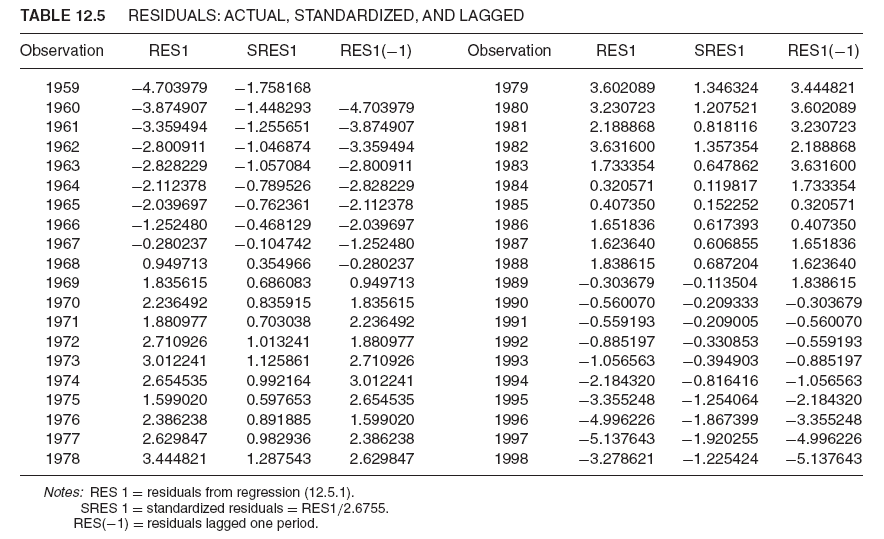 TABLE 12.5 RESIDUALS: ACTUAL, STANDARDIZED, AND LAGGED
Observation RES1 SRES1 RES1(−1) Observation RES1 SRES1 RES1(−1)
1959 −4.703979 −1.758168 1979 3.602089 1.346324 3.444821
1960 −3.874907 −1.448293 −4.703979 1980 3.230723 1.207521 3.602089
1961 −3.359494 −1.255651 −3.874907 1981 2.188868 0.818116 3.230723
1962 −2.800911 −1.046874 −3.359494 1982 3.631600 1.357354 2.188868
1963 −2.828229 −1.057084 −2.800911 1983 1.733354 0.647862 3.631600
1964 −2.112378 −0.789526 −2.828229 1984 0.320571 0.119817 1.733354
1965 −2.039697 −0.762361 −2.112378 1985 0.407350 0.152252 0.320571
1966 −1.252480 −0.468129 −2.039697 1986 1.651836 0.617393 0.407350
1967 −0.280237 −0.104742 −1.252480 1987 1.623640 0.606855 1.651836
1968 0.949713 0.354966 −0.280237 1988 1.838615 0.687204 1.623640
1969 1.835615 0.686083 0.949713 1989 −0.303679 −0.113504 1.838615
1970 2.236492 0.835915 1.835615 1990 −0.560070 −0.209333 −0.303679
1971 1.880977 0.703038 2.236492 1991 −0.559193 −0.209005 −0.560070
1972 2.710926 1.013241 1.880977 1992 −0.885197 −0.330853 −0.559193
1973 3.012241 1.125861 2.710926 1993 −1.056563 −0.394903 −0.885197
1974 2.654535 0.992164 3.012241 1994 −2.184320 −0.816416 −1.056563
1975 1.599020 0.597653 2.654535 1995 −3.355248 −1.254064 −2.184320
1976 2.386238 0.891885 1.599020 1996 −4.996226 −1.867399 −3.355248
1977 2.629847 0.982936 2.386238 1997 −5.137643 −1.920255 −4.996226
1978 3.444821 1.287543 2.629847 1998 −3.278621 −1.225424 −5.137643
Notes: RES 1 = residuals from regression (12.5.1).
SRES 1 = standardized residuals = RES1/2.6755.
RES(−1) = residuals lagged one period.